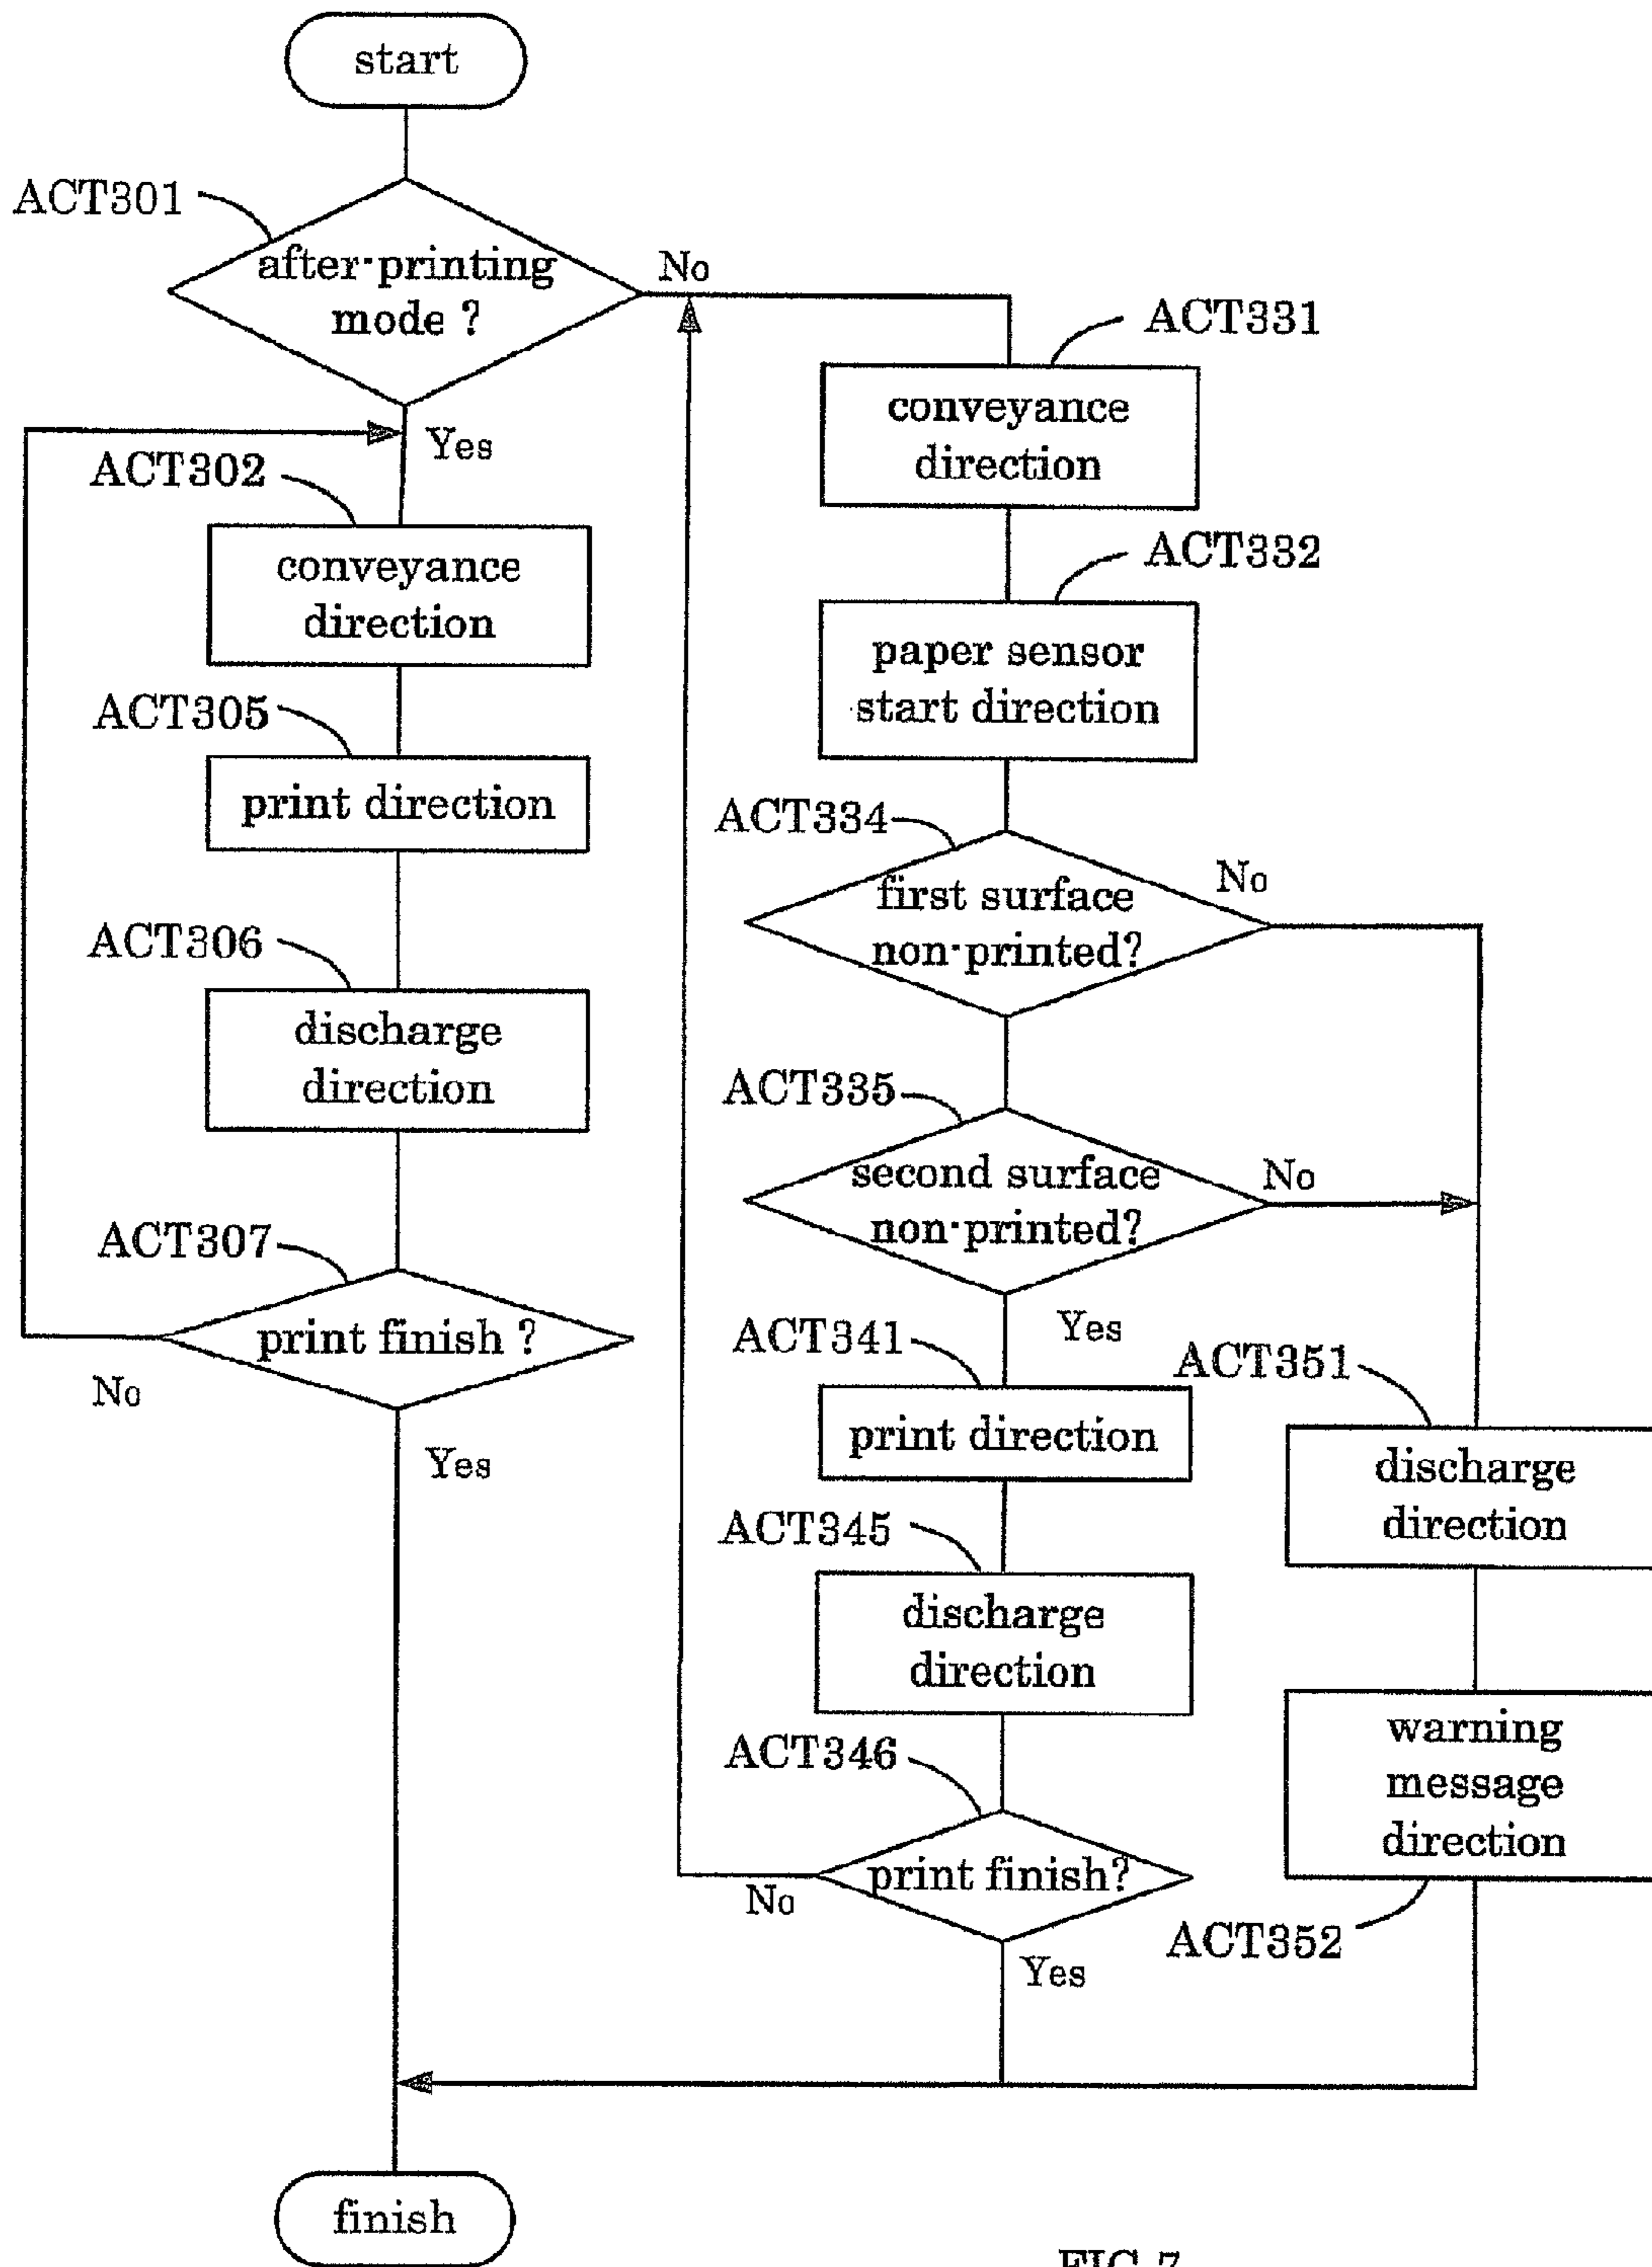 start
ACT301
after-printing
mode ?
No
Yes
ACT302
conveyance
direction
ACT305
print direction
ACT306
discharge
direction
ACT307
print finish ?
No
Yes
ACT331
conveyance
direction
ACT332
paper sensor
start direction
ACT334
first surface
non-printed?
No
ACT335
second surface
non-printed?
No
Yes
ACT341
print direction
ACT345
discharge
direction
ACT346
print finish?
No
Yes
ACT351
discharge
direction
warning
message
direction
ACT352
finish
FIG.7